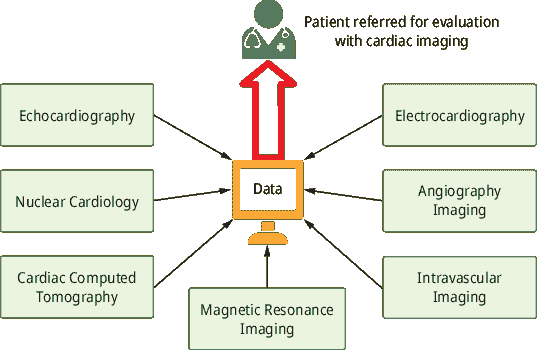 Patient referred for evaluation
with cardiac imaging
Echocardiography
Electrocardiography
Nuclear Cardiology
Data
Angiography
Imaging
Cardiac Computed
Tomography
Magnetic Resonance
Imaging
Intravascular
Imaging